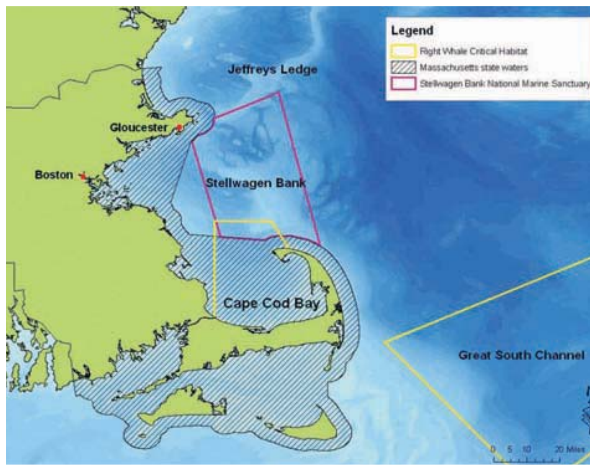 Legend
Right Whale Critical Habitat
Massachusetts state waters
Stellwagen Bank National Marine Sanctuary
Jeffreys Ledge
Gloucester
Boston
Stellwagen Bank
Cape Cod Bay
Great South Channel
0 5 10 20 Miles